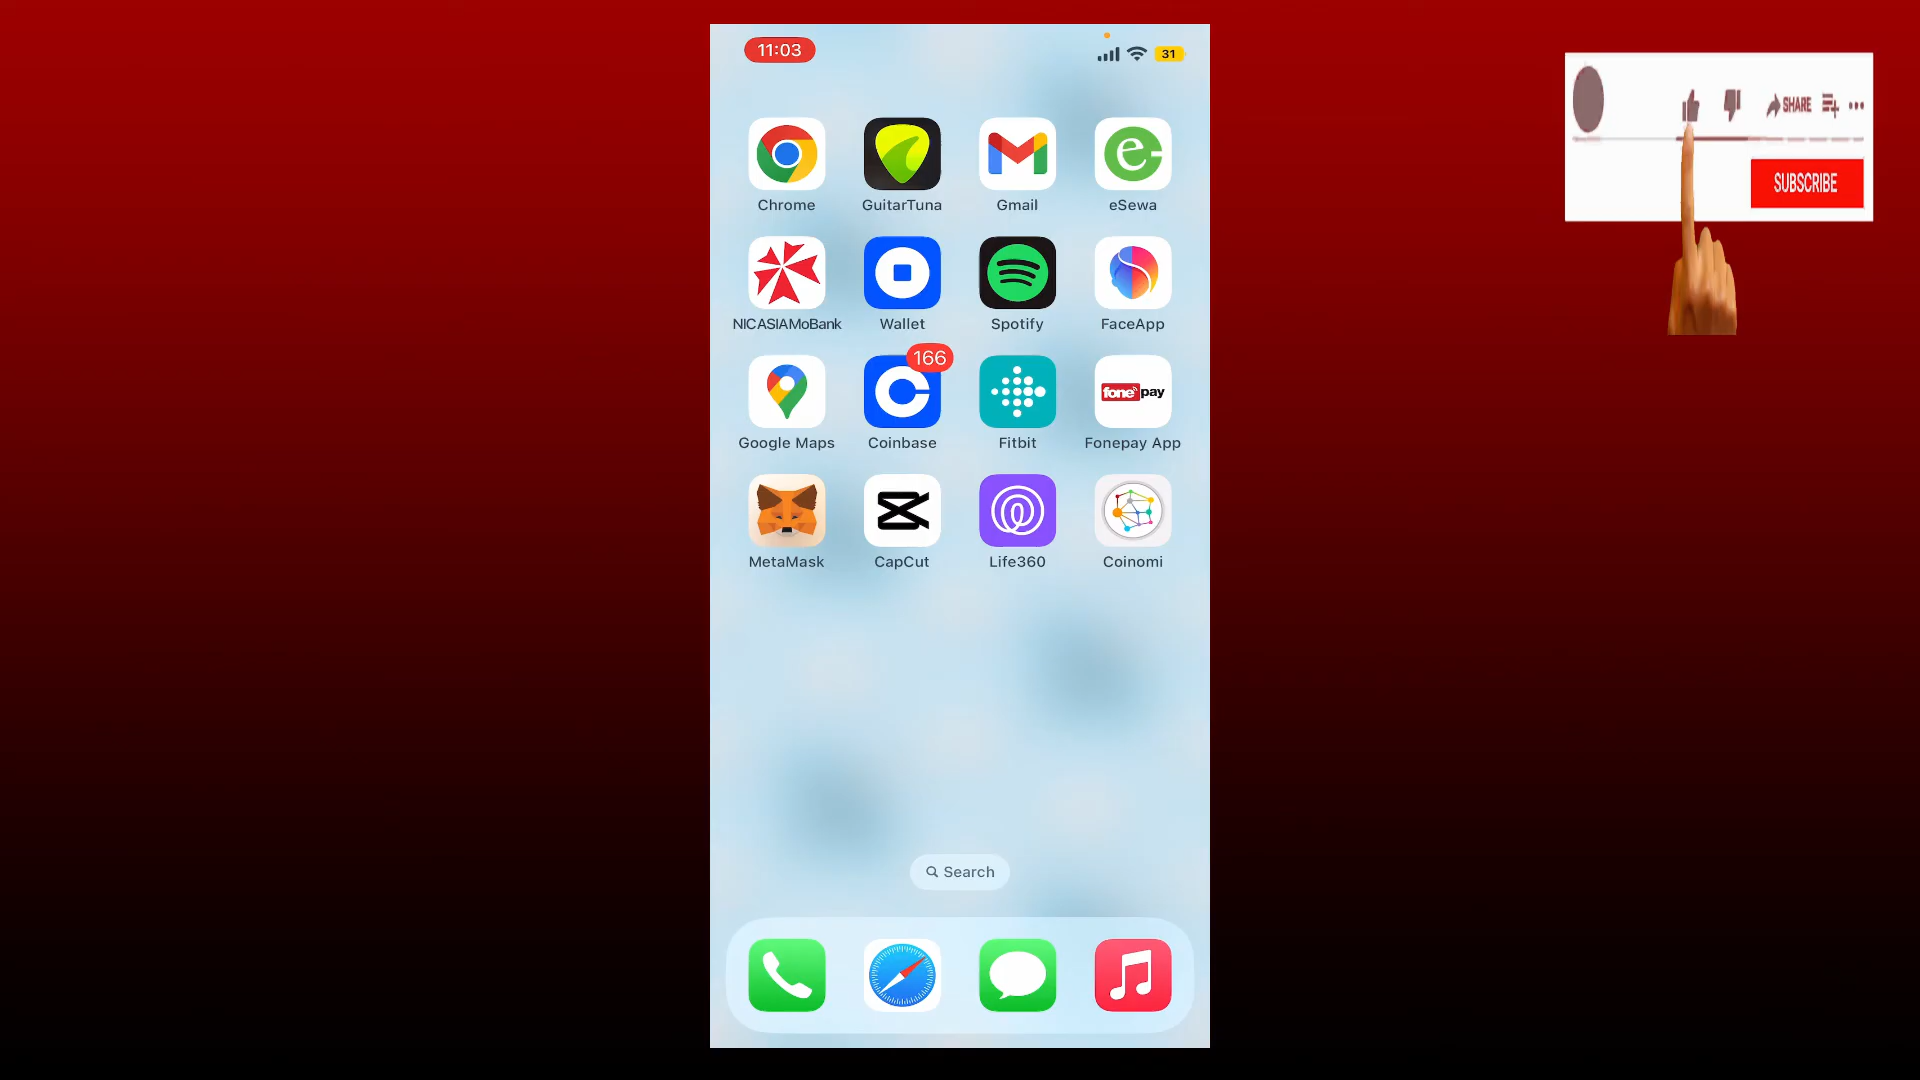 11:03
31
SHARE
SUBSCRIBE
Chrome
GuitarTuna
Gmail
e
eSewa
NICASIAMoBank
Wallet
Spotify
FaceApp
166
fonepay
Google Maps
Coinbase
Fitbit
Fonepay App
MetaMask
CapCut
Life360
Coinomi
Search